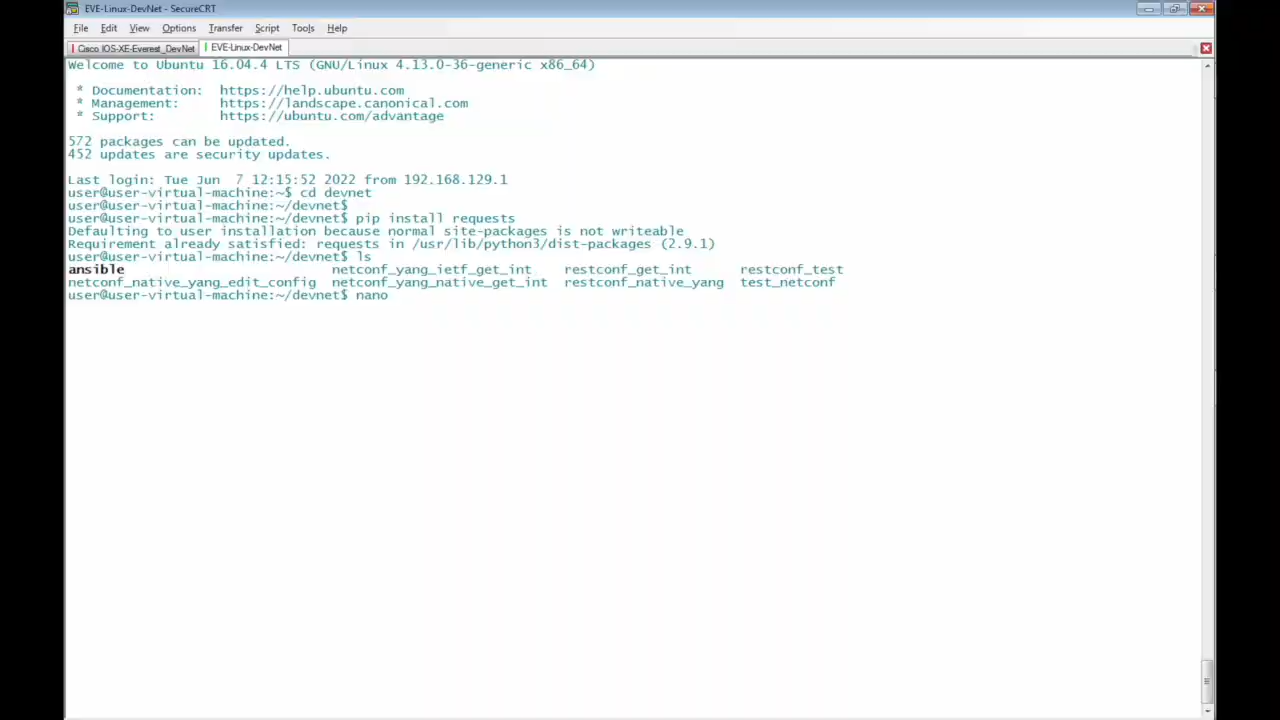 EVE-Linux-DevNet - SecureCRT
File Edit View Options Transfer Script Tools Help
Cisco IOS-XE-Everest_DevNet EVE-Linux-DevNet
Welcome to Ubuntu 16.04.4 LTS (GNU/Linux 4.13.0-36-generic x86_64)
* Documentation: https://help.ubuntu.com
* Management: https://landscape.canonical.com
* Support: https://ubuntu.com/advantage
572 packages can be updated.
452 updates are security updates.
Last login: Tue Jun 7 12:15:52 2022 from 192.168.129.1
user@user-virtual-machine:~$ cd devnet
user@user-virtual-machine:~/devnet$
user@user-virtual-machine:~/devnet$ pip install requests
Defaulting to user installation because normal site-packages is not writeable
Requirement already satisfied: requests in /usr/lib/python3/dist-packages (2.9.1)
user@user-virtual-machine:~/devnet$ ls
ansible netconf_yang_ietf_get_int restconf_get_int restconf_test
netconf_native_yang_edit_config netconf_yang_native_get_int restconf_native_yang test_netconf
user@user-virtual-machine:~/devnet$ nano